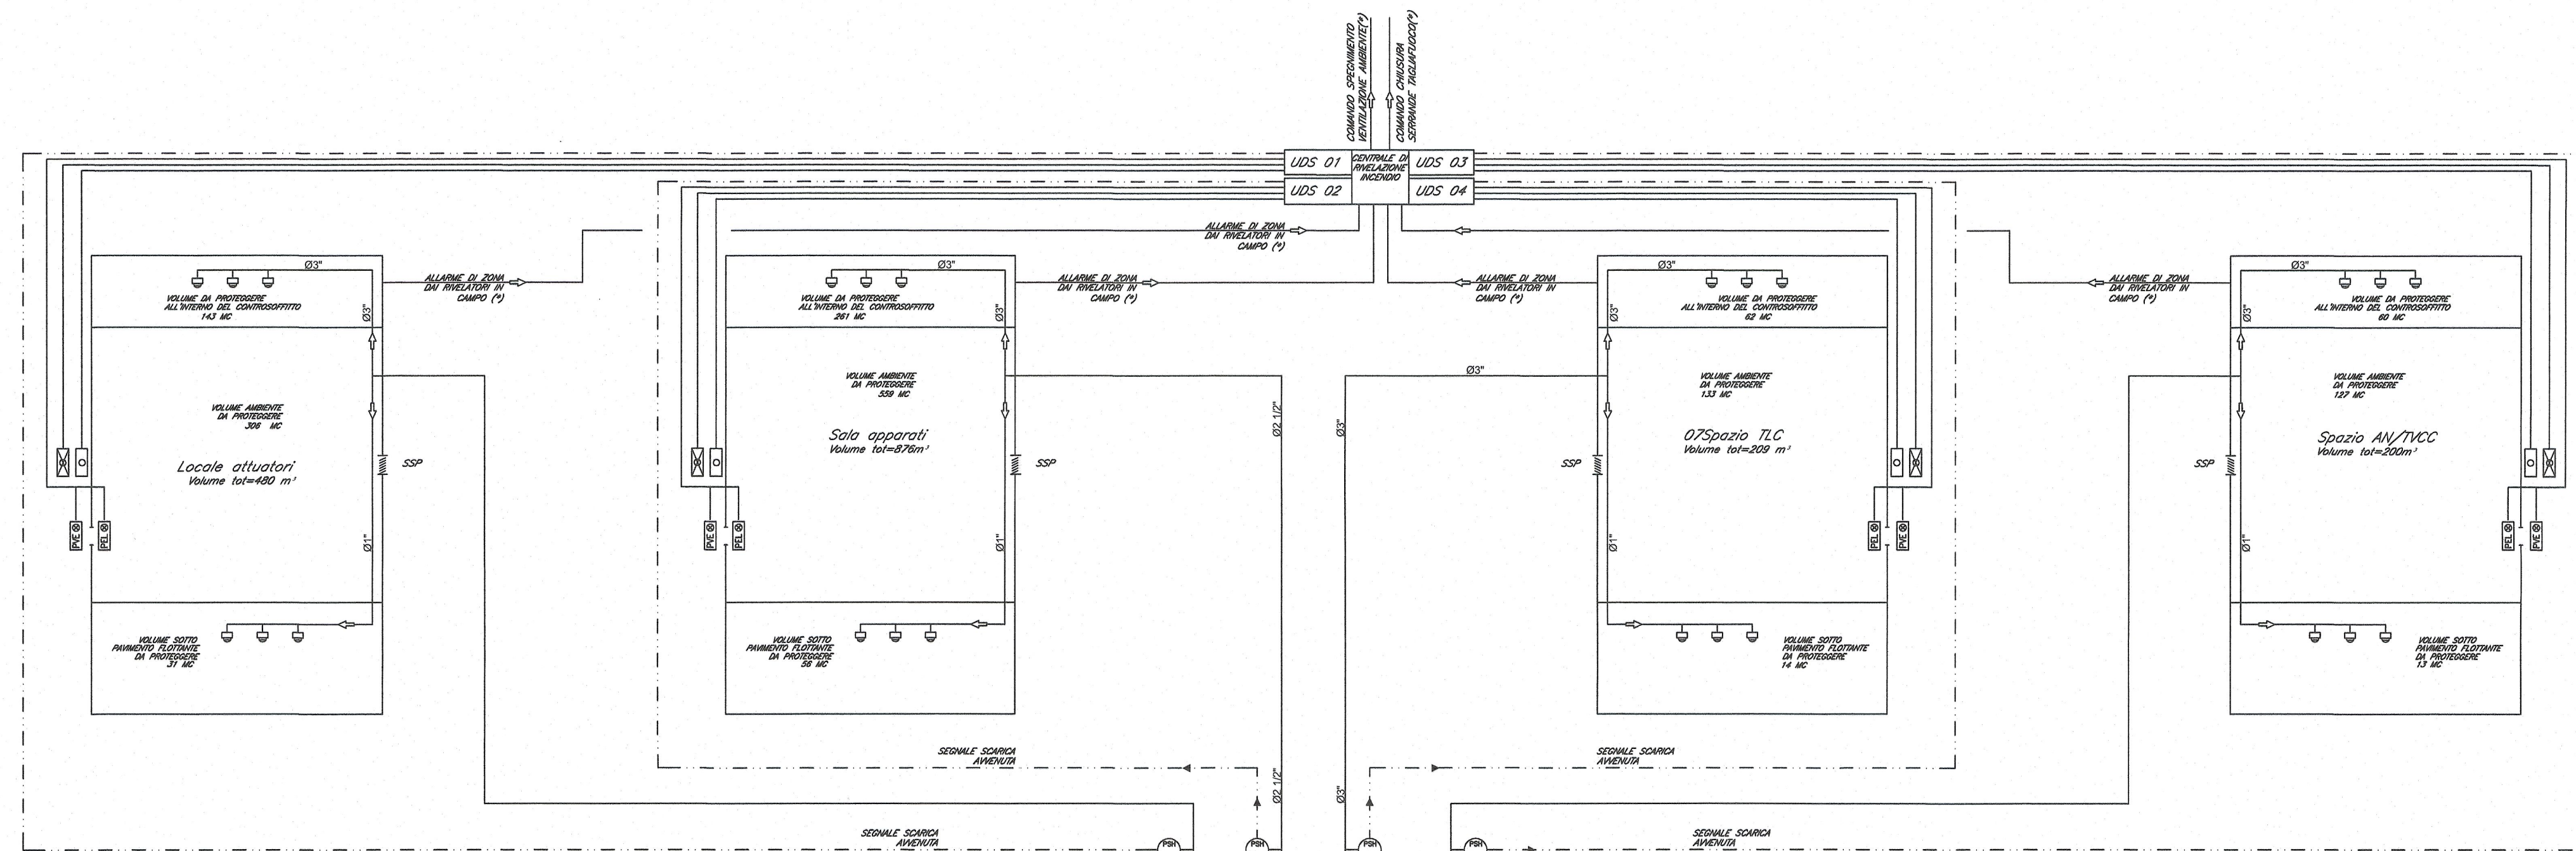 COMANDO SPEGNIMENTO
VENTILAZIONE AMBIENTE(*)
COMANDO CHIUSURA
SERRANDE TAGLIAFUOCO(*)
UDS 01
CENTRALE DI
RIVELAZIONE
INCENDIO
UDS 03
UDS 02
UDS 04
ALLARME DI ZONA
DAI RIVELATORI IN
CAMPO (*)
Ø3"
Ø3"
VOLUME DA PROTEGGERE
ALL'INTERNO DEL CONTROSOFFITTO
143 MC
ALLARME DI ZONA
DAI RIVELATORI IN
CAMPO (*)
VOLUME AMBIENTE
DA PROTEGGERE
306 MC
Locale attuatori
Volume tot=480 m³
SSP
PVE
PEL
Ø1"
VOLUME SOTTO
PAVIMENTO FLOTTANTE
DA PROTEGGERE
31 MC
Ø3"
Ø3"
VOLUME DA PROTEGGERE
ALL'INTERNO DEL CONTROSOFFITTO
261 MC
ALLARME DI ZONA
DAI RIVELATORI IN
CAMPO (*)
VOLUME AMBIENTE
DA PROTEGGERE
559 MC
Sala apparati
Volume tot=876m³
SSP
PVE
PEL
Ø1"
VOLUME SOTTO
PAVIMENTO FLOTTANTE
DA PROTEGGERE
56 MC
Ø2 1/2"
Ø3"
Ø3"
ALLARME DI ZONA
DAI RIVELATORI IN
CAMPO (*)
Ø3"
Ø3"
VOLUME DA PROTEGGERE
ALL'INTERNO DEL CONTROSOFFITTO
62 MC
VOLUME AMBIENTE
DA PROTEGGERE
133 MC
07Spazio TLC
Volume tot=209 m³
SSP
PEL
PVE
Ø1"
VOLUME SOTTO
PAVIMENTO FLOTTANTE
DA PROTEGGERE
14 MC
ALLARME DI ZONA
DAI RIVELATORI IN
CAMPO (*)
Ø3"
Ø3"
VOLUME DA PROTEGGERE
ALL'INTERNO DEL CONTROSOFFITTO
60 MC
VOLUME AMBIENTE
DA PROTEGGERE
127 MC
Spazio AN/TVCC
Volume tot=200m³
SSP
PEL
PVE
Ø1"
VOLUME SOTTO
PAVIMENTO FLOTTANTE
DA PROTEGGERE
13 MC
SEGNALE SCARICA
AVVENUTA
SEGNALE SCARICA
AVVENUTA
Ø2 1/2"
Ø3"
SEGNALE SCARICA
AVVENUTA
PSH
PSH
PSH
PSH
SEGNALE SCARICA
AVVENUTA